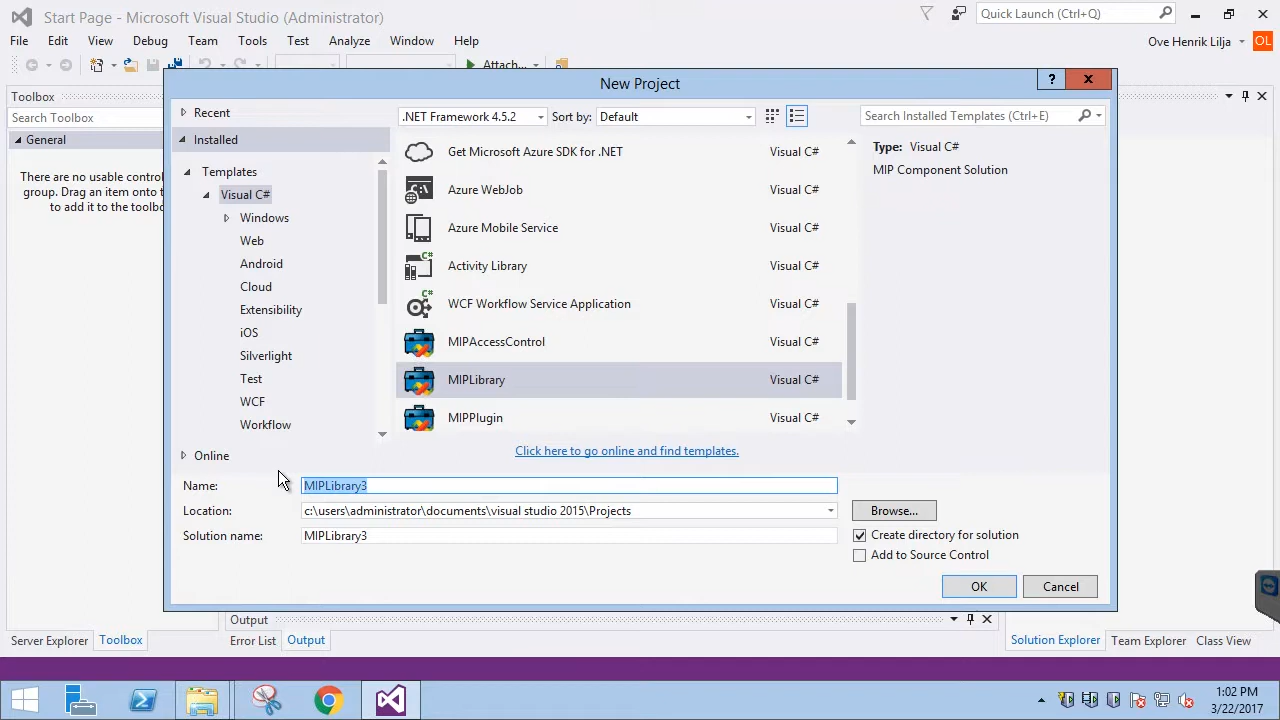 Start Page - Microsoft Visual Studio (Administrator)
Quick Launch (Ctrl+Q)
File Edit View Debug Team Tools Test Analyze Window Help
Ove Henrik Lilja OL
Attach...
New Project
?
Toolbox
Search Toolbox
General
There are no usable control
group. Drag an item onto t
to add it to the toolbo
Recent
Installed
Templates
Visual C#
Windows
Web
Android
Cloud
Extensibility
iOS
Silverlight
Test
WCF
Workflow
Online
.NET Framework 4.5.2
Sort by: Default
Search Installed Templates (Ctrl+E)
Get Microsoft Azure SDK for .NET Visual C#
Azure WebJob Visual C#
Azure Mobile Service Visual C#
Activity Library Visual C#
WCF Workflow Service Application Visual C#
MIPAccessControl Visual C#
MIPLibrary Visual C#
MIPPlugin Visual C#
Type: Visual C#
MIP Component Solution
Click here to go online and find templates.
Name: MIPLibrary3
Location: c:\users\administrator\documents\visual studio 2015\Projects
Browse...
Solution name: MIPLibrary3
Create directory for solution
Add to Source Control
OK Cancel
Output
Server Explorer Toolbox
Error List Output
Solution Explorer Team Explorer Class View
1:02 PM
3/22/2017